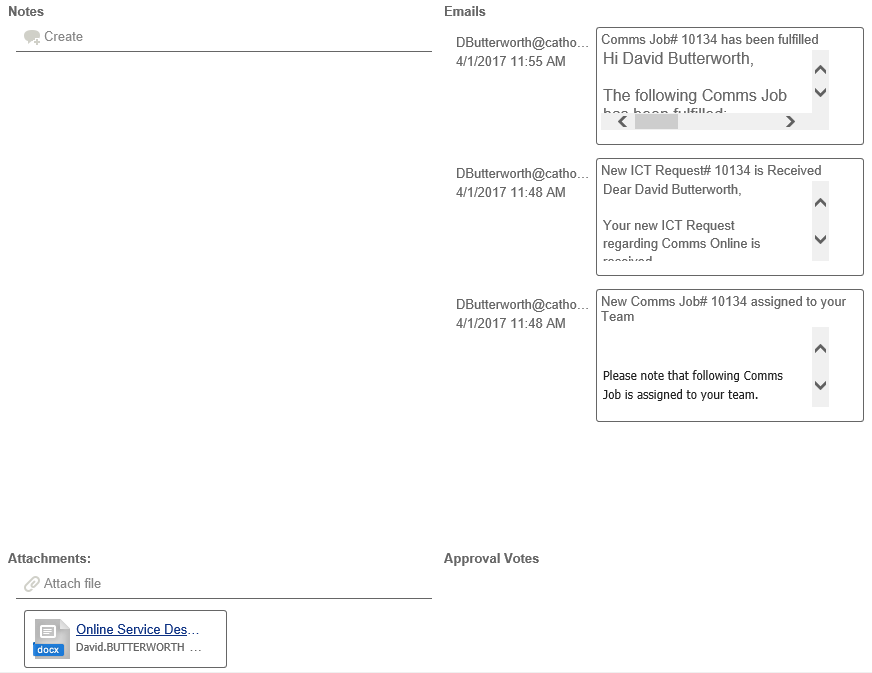 Notes
Create
Emails
DButterworth@catho...
4/1/2017 11:55 AM
Comms Job# 10134 has been fulfilled
Hi David Butterworth,
The following Comms Job
has been fulfilled:
DButterworth@catho...
4/1/2017 11:48 AM
New ICT Request# 10134 is Received
Dear David Butterworth,
Your new ICT Request
regarding Comms Online is
received
DButterworth@catho...
4/1/2017 11:48 AM
New Comms Job# 10134 assigned to your
Team
Please note that following Comms
Job is assigned to your team.
Attachments:
Attach file
docx
Online Service Des...
David.BUTTERWORTH ...
Approval Votes